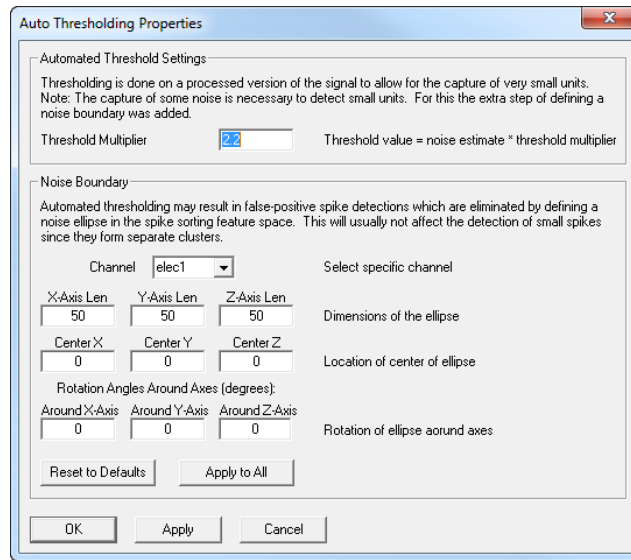 Auto Thresholding Properties
Automated Threshold Settings
Thresholding is done on a processed version of the signal to allow for the capture of very small units.
Note: The capture of some noise is necessary to detect small units. For this the extra step of defining a
noise boundary was added.
Threshold Multiplier 2.2 Threshold value = noise estimate * threshold multiplier
Noise Boundary
Automated thresholding may result in false-positive spike detections which are eliminated by defining a
noise ellipse in the spike sorting feature space. This will usually not affect the detection of small spikes
since they form separate clusters.
Channel elec1 Select specific channel
X-Axis Len Y-Axis Len Z-Axis Len
50 50 50 Dimensions of the ellipse
Center X Center Y Center Z
0 0 0 Location of center of ellipse
Rotation Angles Around Axes (degrees):
Around X-Axis Around Y-Axis Around Z-Axis
0 0 0 Rotation of ellipse aorund axes
Reset to Defaults Apply to All
OK Apply Cancel